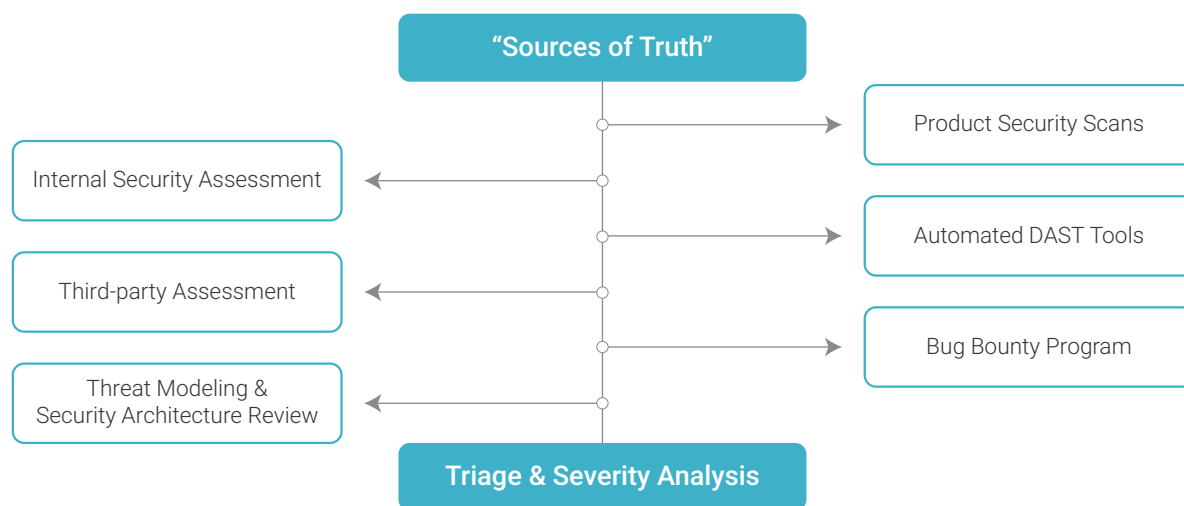 “Sources of Truth”
Product Security Scans
Internal Security Assessment
Automated DAST Tools
Third-party Assessment
Bug Bounty Program
Threat Modeling &
Security Architecture Review
Triage & Severity Analysis